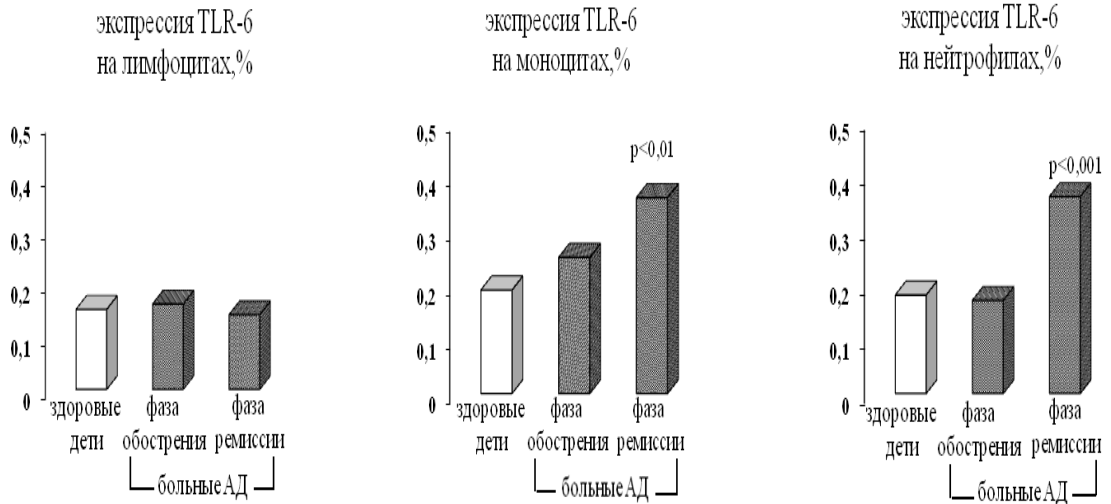 экспрессия TLR-6
на лимфоцитах,%
0,5
0,4
0,3
0,2
0,1
0
здоровые
дети
фаза
обострения
фаза
ремиссии
больные АД
экспрессия TLR-6
на моноцитах,%
0,5
0,4
0,3
0,2
0,1
0
p<0,01
здоровые
дети
фаза
обострения
фаза
ремиссии
больные АД
экспрессия TLR-6
на нейтрофилах,%
0,5
0,4
0,3
0,2
0,1
0
p<0,001
здоровые
дети
фаза
обострения
фаза
ремиссии
больные АД